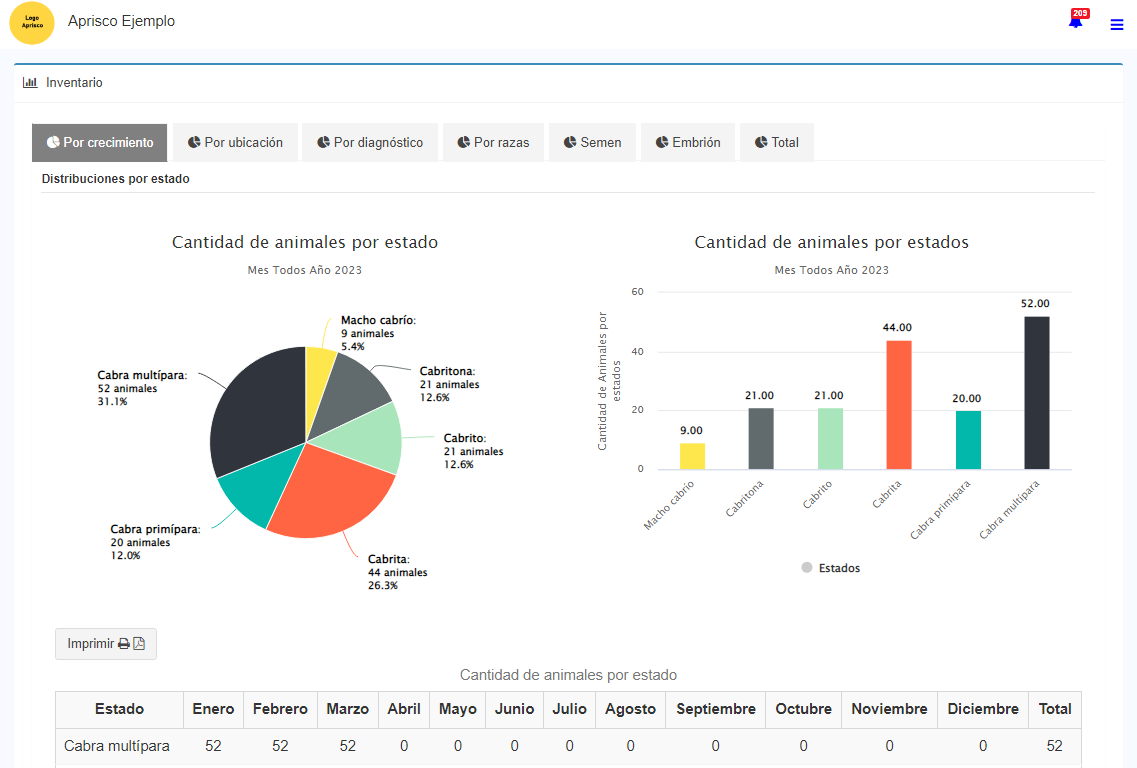 Logo
Aprisco
Aprisco Ejemplo
209
Inventario
Por crecimiento
Por ubicación
Por diagnóstico
Por razas
Semen
Embrión
Total
Distribuciones por estado
Cantidad de animales por estado
Mes Todos Año 2023
Macho cabrío:
9 animales
5.4%
Cabritona:
21 animales
12.6%
Cabrito:
21 animales
12.6%
Cabrita:
44 animales
26.3%
Cabra primípara:
20 animales
12.0%
Cabra multípara:
52 animales
31.1%
Cantidad de animales por estados
Mes Todos Año 2023
Cantidad de Animales por
estados
60
40
20
0
9.00
21.00
21.00
44.00
20.00
52.00
Macho cabrío
Cabritona
Cabrito
Cabrita
Cabra primípara
Cabra multípara
Estados
Imprimir
Cantidad de animales por estado
Estado Enero Febrero Marzo Abril Mayo Junio Julio Agosto Septiembre Octubre Noviembre Diciembre Total
Cabra multípara 52 52 52 0 0 0 0 0 0 0 0 0 52